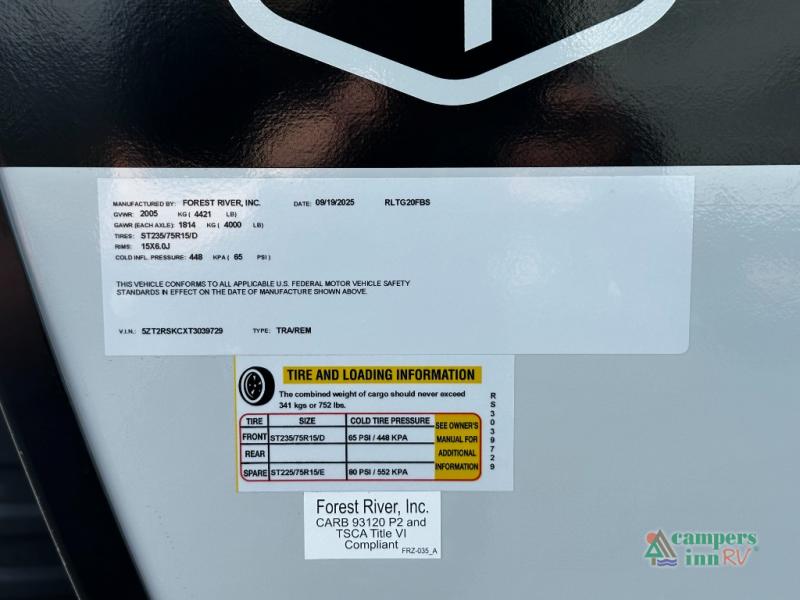 MANUFACTURED BY: FOREST RIVER, INC. DATE: 09/19/2025 RLTG20FBS
GVWR: 2005 KG ( 4421 LB)
GAWR (EACH AXLE): 1814 KG ( 4000 LB)
TIRES: ST235/75R15/D
RIMS: 15X6.0J
COLD INFL. PRESSURE: 448 KPA ( 65 PSI )
THIS VEHICLE CONFORMS TO ALL APPLICABLE U.S. FEDERAL MOTOR VEHICLE SAFETY
STANDARDS IN EFFECT ON THE DATE OF MANUFACTURE SHOWN ABOVE.
V.I.N.: 5ZT2RSKCXT3039729 TYPE: TRA/REM
TIRE AND LOADING INFORMATION
The combined weight of cargo should never exceed
341 kgs or 752 lbs.
TIRE SIZE COLD TIRE PRESSURE
FRONT ST235/75R15/D 65 PSI / 448 KPA
REAR
SPARE ST225/75R15/E 80 PSI / 552 KPA
SEE OWNER'S
MANUAL FOR
ADDITIONAL
INFORMATION
RS3039729
Forest River, Inc.
CARB 93120 P2 and
TSCA Title VI
Compliant
FRZ-035_A
campers
inn RV